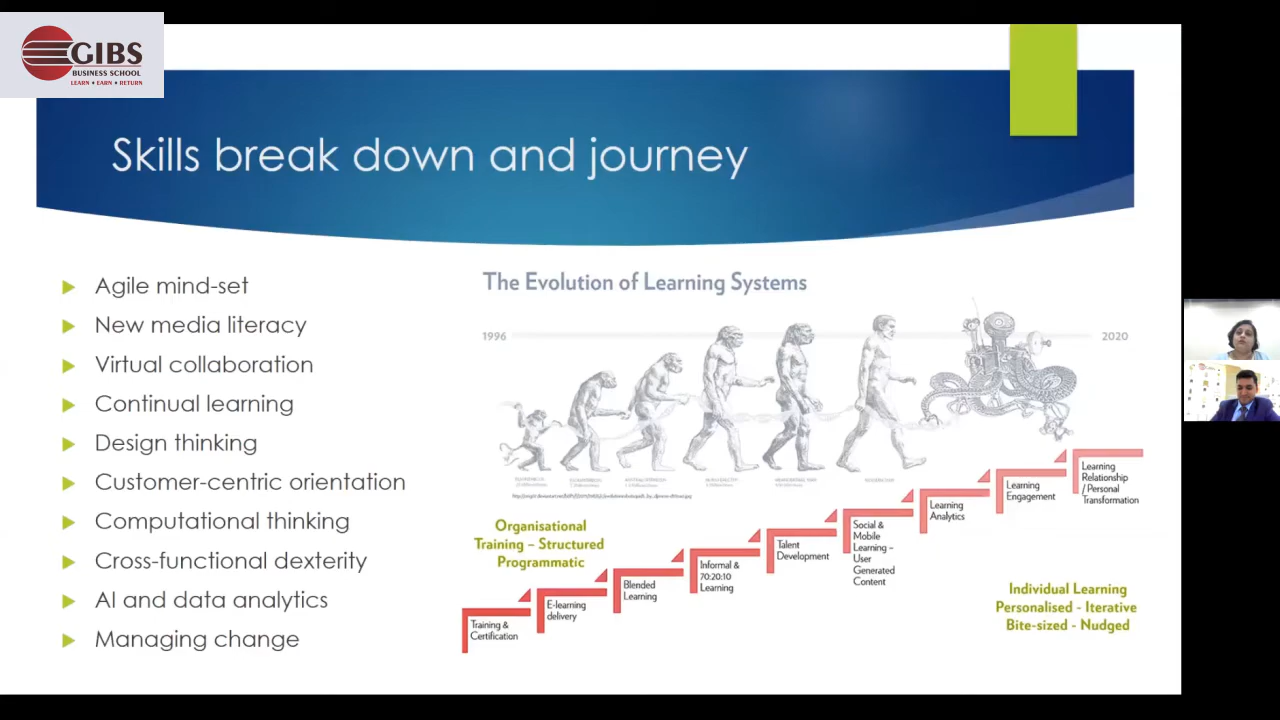 GIBS
BUSINESS SCHOOL
LEARN • EARN • RETURN
Skills break down and journey
Agile mind-set
New media literacy
Virtual collaboration
Continual learning
Design thinking
Customer-centric orientation
Computational thinking
Cross-functional dexterity
AI and data analytics
Managing change
The Evolution of Learning Systems
1996
2020
Organisational
Training – Structured
Programmatic
Training &
Certification
E-learning
delivery
Blended
Learning
Informal &
70:20:10
Learning
Talent
Development
Social &
Mobile
Learning –
User
Generated
Content
Learning
Analytics
Learning
Engagement
Learning
Relationship
/ Personal
Transformation
Individual Learning
Personalised - Iterative
Bite-sized - Nudged